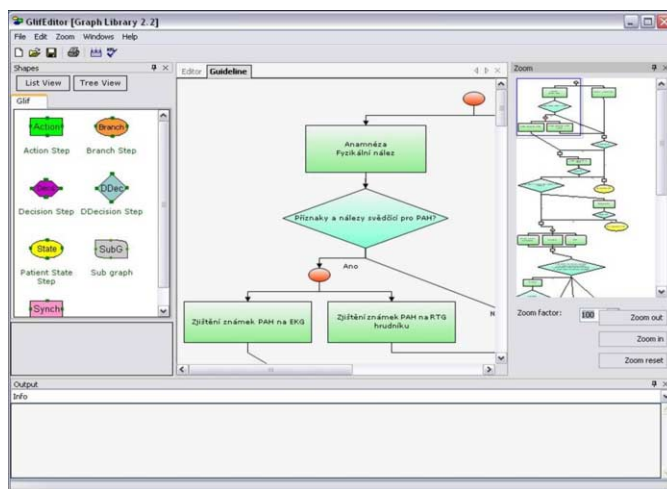 GlifEditor [Graph Library 2.2]
File Edit Zoom Windows Help
Shapes
List View Tree View
Glif
Action
Branch
Action Step Branch Step
DDec
Decision Step DDecision Step
State
SubG
Patient State Step
Sub graph
Synch
Editor Guideline
Anamnéza
Fyzikální nález
Příznaky a nálezy svědčící pro PAH?
Ano
N
Zjištění známek PAH na EKG
Zjištění známek PAH na RTG
hrudníku
Zoom
Zoom factor: 100
Zoom out
Zoom in
Zoom reset
Output
Info